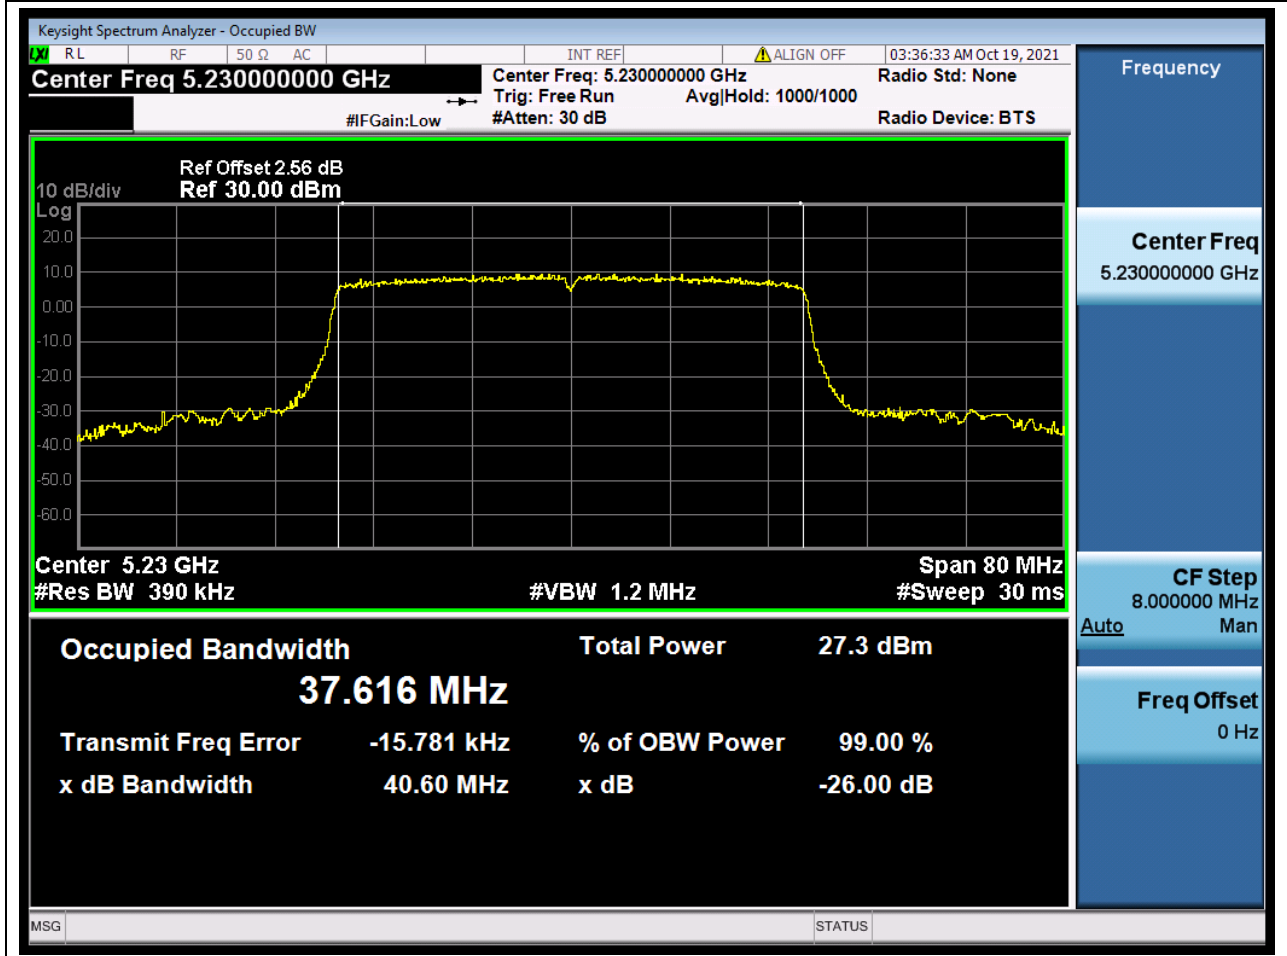 Keysight Spectrum Analyzer - Occupied BW
LXI RL RF 50 Ω AC INT REF ALIGN OFF 03:36:33 AM Oct 19, 2021
Center Freq 5.230000000 GHz
Center Freq: 5.230000000 GHz
Radio Std: None
Trig: Free Run Avg|Hold: 1000/1000
#IFGain:Low
#Atten: 30 dB
Radio Device: BTS
Ref Offset 2.56 dB
10 dB/div Ref 30.00 dBm
Log
20.0
10.0
0.00
-10.0
-20.0
-30.0
-40.0
-50.0
-60.0
Center 5.23 GHz Span 80 MHz
#Res BW 390 kHz #VBW 1.2 MHz #Sweep 30 ms
Occupied Bandwidth Total Power 27.3 dBm
37.616 MHz
Transmit Freq Error -15.781 kHz % of OBW Power 99.00 %
x dB Bandwidth 40.60 MHz x dB -26.00 dB
MSG STATUS
Frequency
Center Freq
5.230000000 GHz
CF Step
8.000000 MHz
Auto Man
Freq Offset
0 Hz